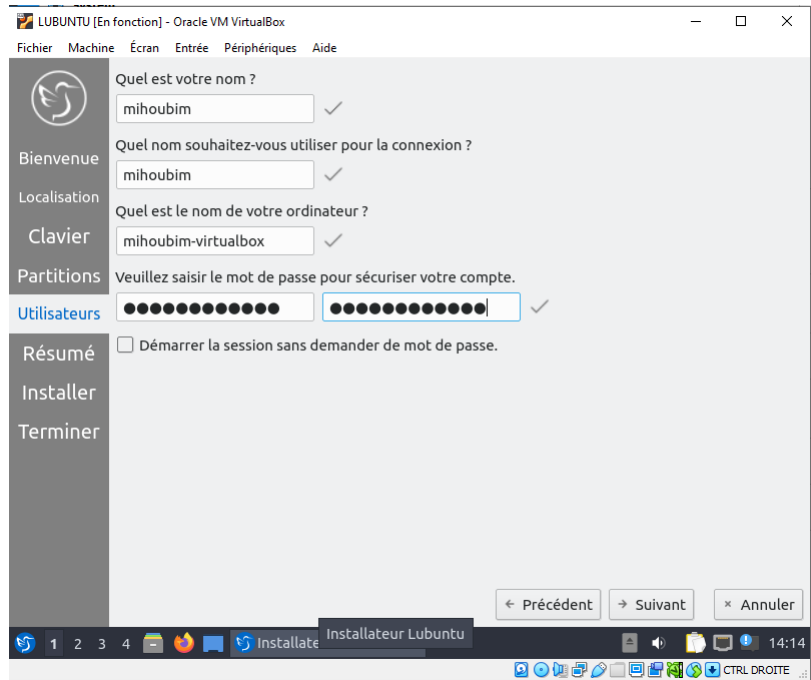 LUBUNTU [En fonction] - Oracle VM VirtualBox
Fichier Machine Écran Entrée Périphériques Aide
Quel est votre nom ?
mihoubim
Quel nom souhaitez-vous utiliser pour la connexion ?
mihoubim
Quel est le nom de votre ordinateur ?
mihoubim-virtualbox
Veuillez saisir le mot de passe pour sécuriser votre compte.
●●●●●●●●●●●● ●●●●●●●●●●●●
Démarrer la session sans demander de mot de passe.
Bienvenue
Localisation
Clavier
Partitions
Utilisateurs
Résumé
Installer
Terminer
Précédent Suivant Annuler
1 2 3 4 Installate 14:14
Installateur Lubuntu
CTRL DROITE